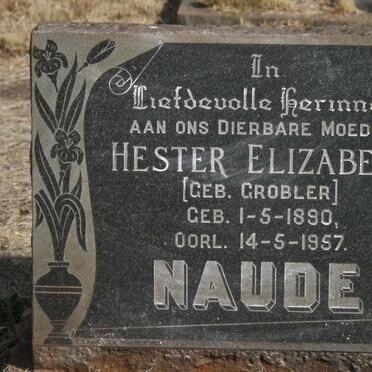 In
Liefdevolle Herinne
AAN ONS DIERBARE MOED
HESTER ELIZABE
[GEB. GROBLER]
GEB. 1-5-1890.
OORL. 14-5-1957.
NAUDE